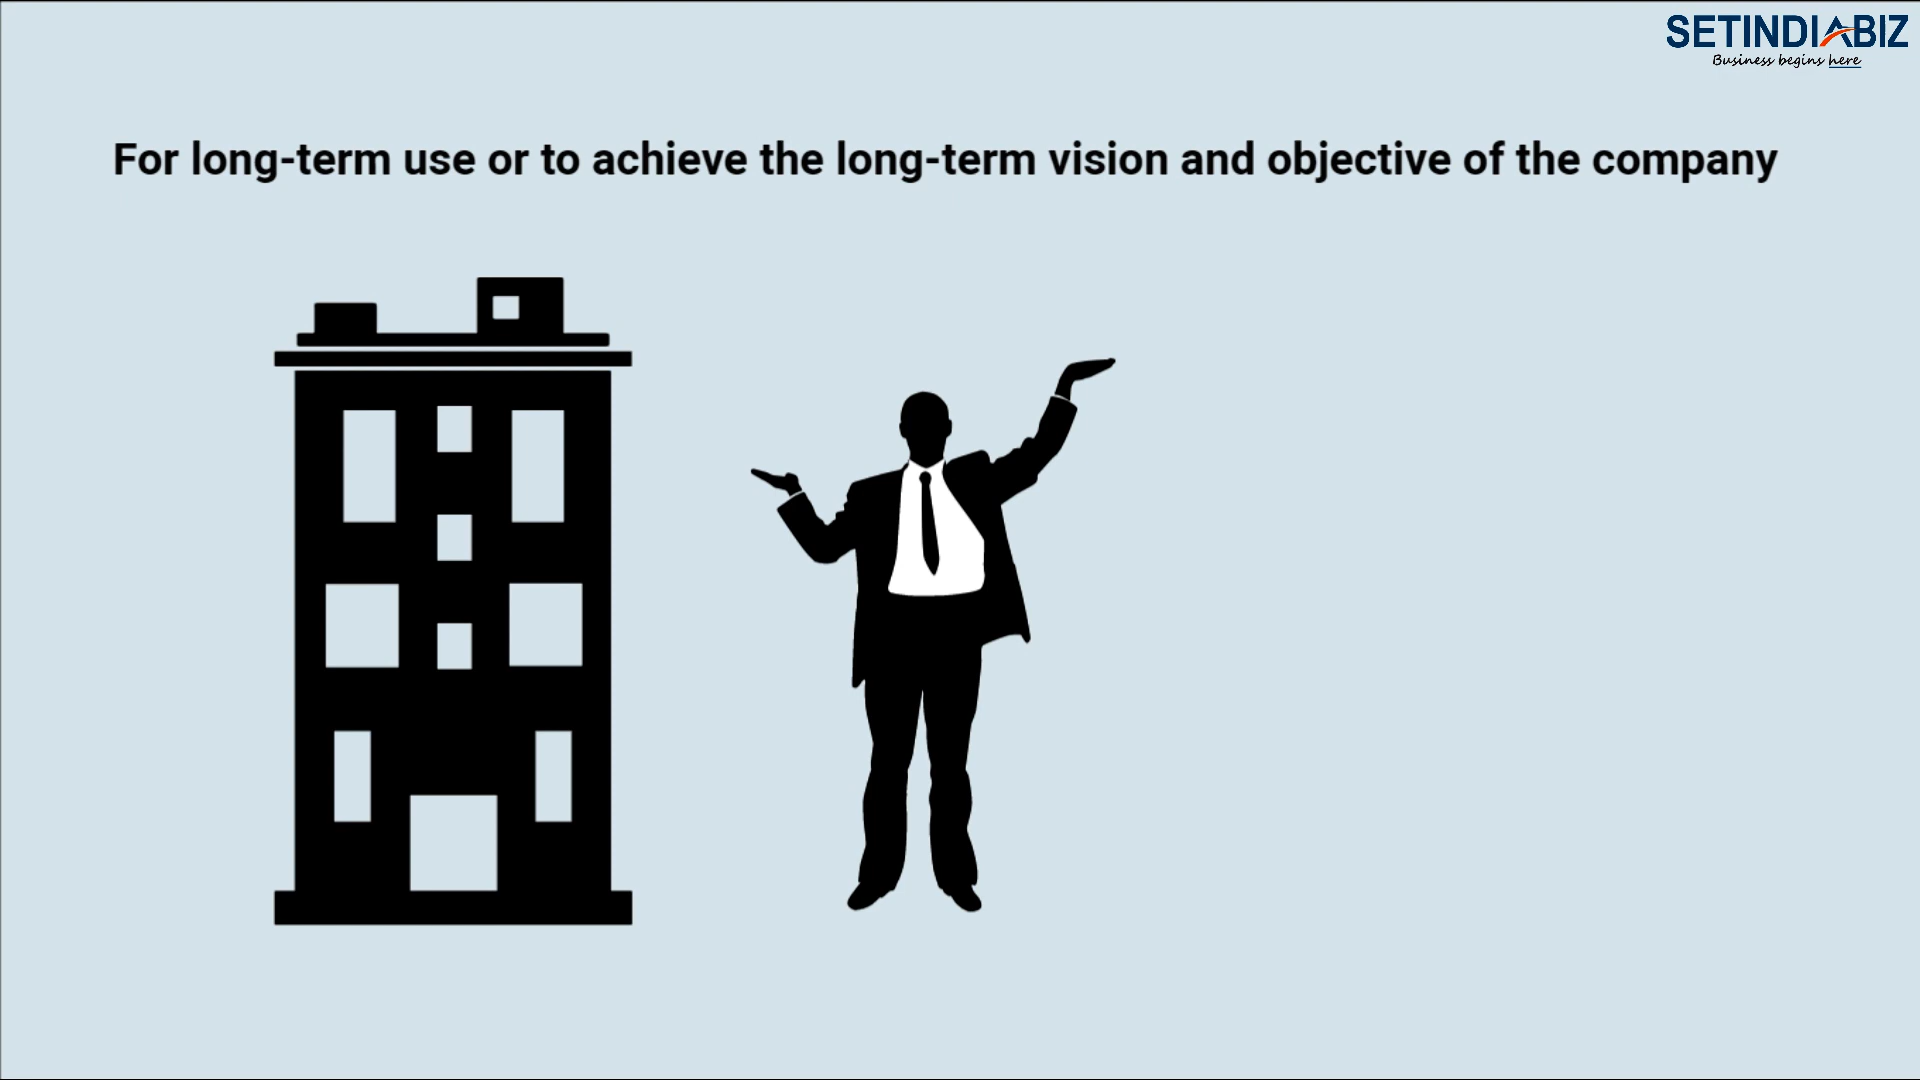 SETINDIABIZ
Business begins here
For long-term use or to achieve the long-term vision and objective of the company